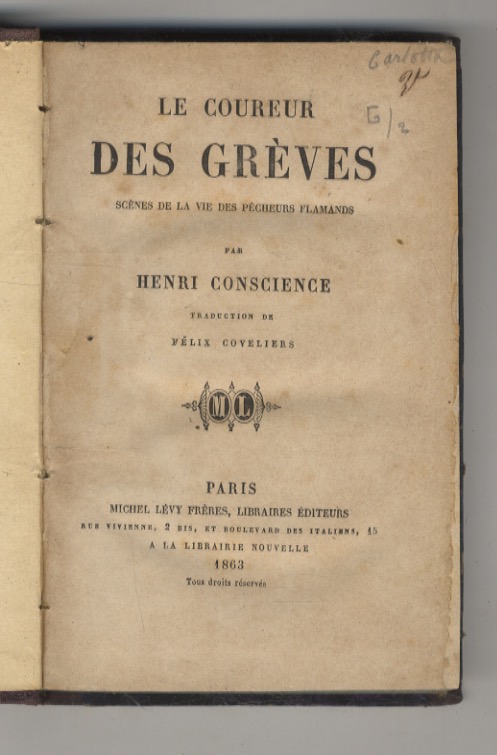 LE COUREUR
DES GRÈVES
SCÈNES DE LA VIE DES PÊCHEURS FLAMANDS
PAR
HENRI CONSCIENCE
TRADUCTION DE
FÉLIX COVELIERS
ML
PARIS
MICHEL LÉVY FRÈRES, LIBRAIRES ÉDITEURS
RUE VIVIENNE, 2 BIS, ET BOULEVARD DES ITALIENS, 15
A LA LIBRAIRIE NOUVELLE
1863
Tous droits réservés